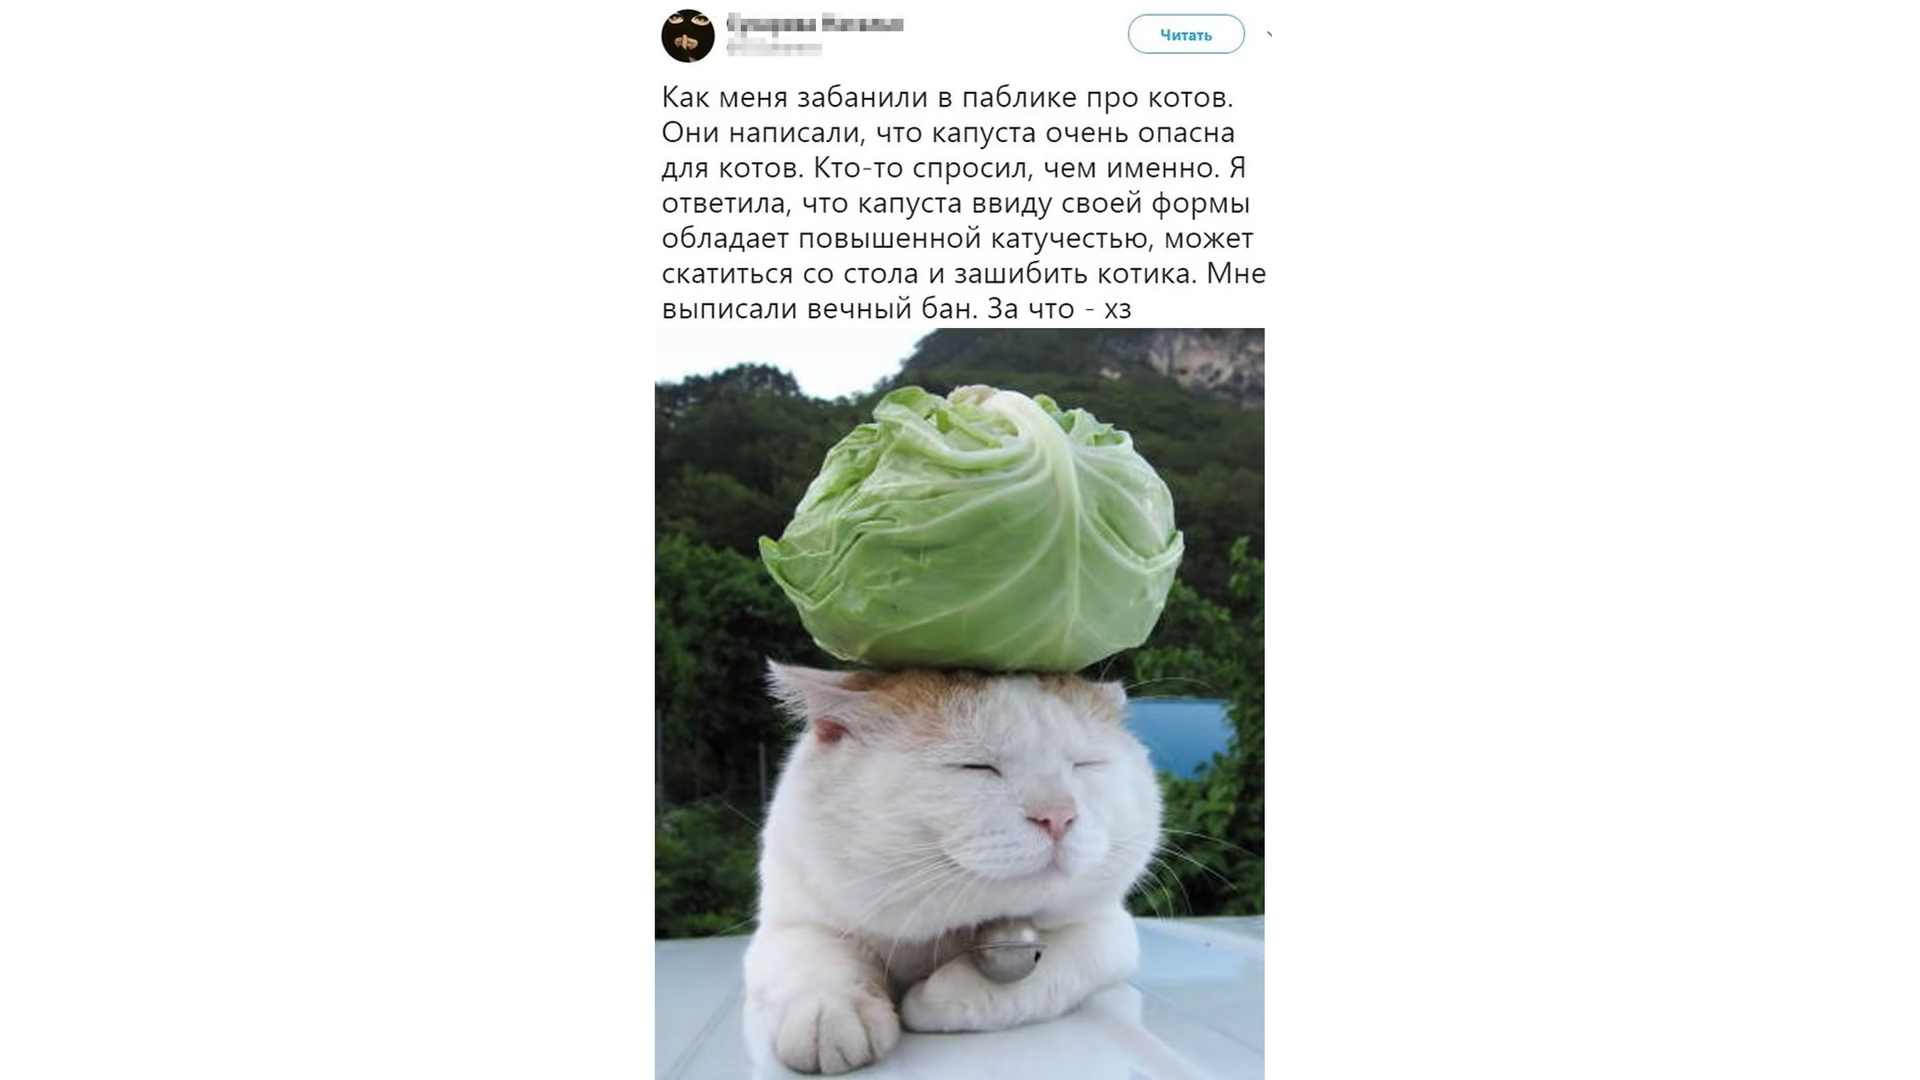 Читать
Как меня забанили в паблике про котов.
Они написали, что капуста очень опасна
для котов. Кто-то спросил, чем именно. Я
ответила, что капуста ввиду своей формы
обладает повышенной катучестью, может
скатиться со стола и зашибить котика. Мне
выписали вечный бан. За что - хз